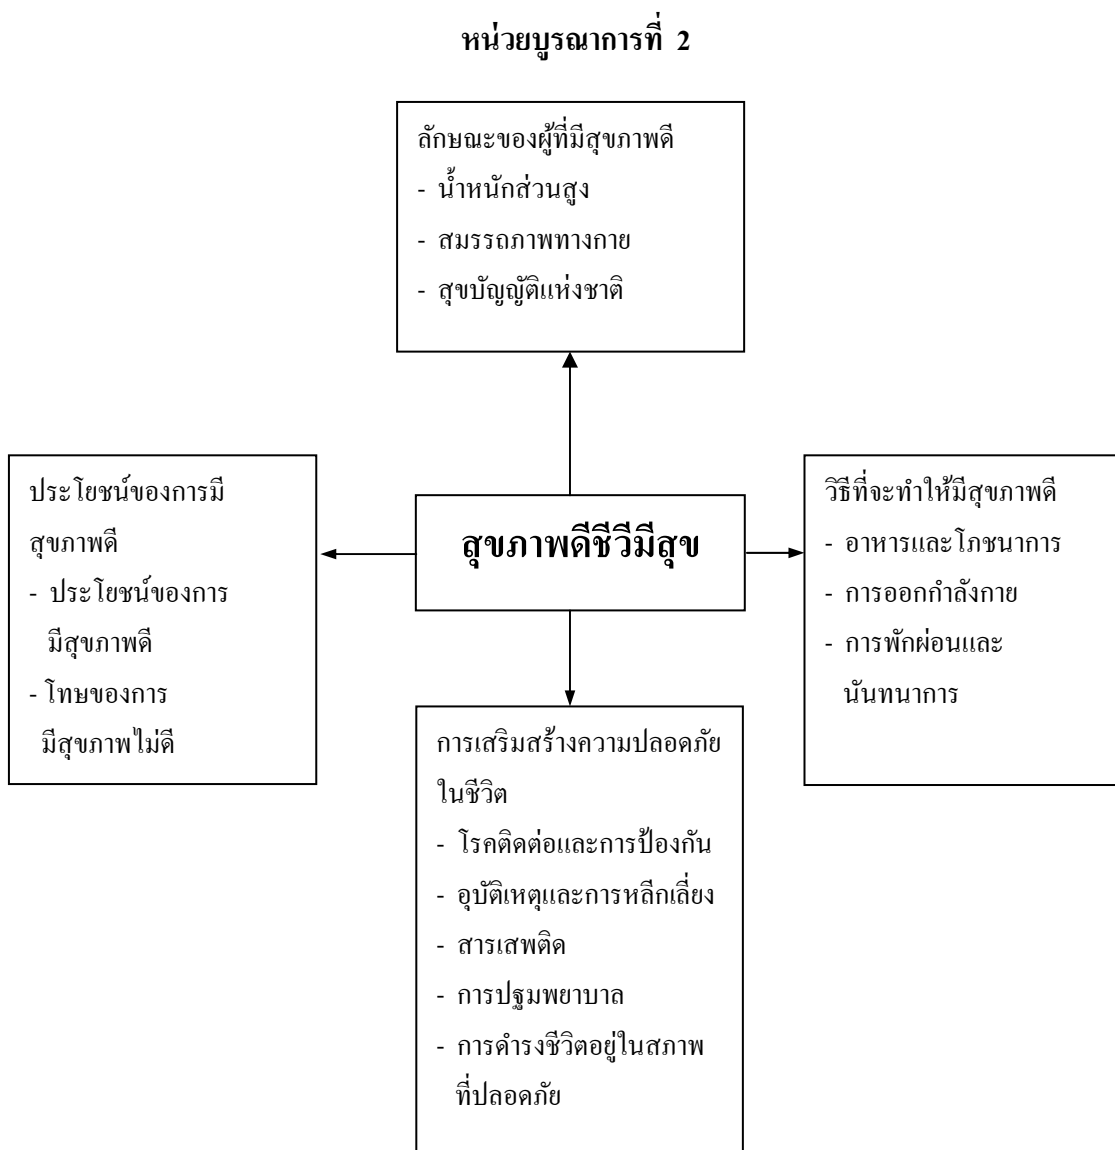 หน่วยบูรณาการที่ 2
ลักษณะของผู้ที่มีสุขภาพดี
- น้ำหนักส่วนสูง
- สมรรถภาพทางกาย
- สุขบัญญัติแห่งชาติ
ประโยชน์ของการมี
สุขภาพดี
- ประโยชน์ของการ
มีสุขภาพดี
- โทษของการ
มีสุขภาพไม่ดี
สุขภาพดีชีวีมีสุข
วิธีที่จะทำให้มีสุขภาพดี
- อาหารและโภชนาการ
- การออกกำลังกาย
- การพักผ่อนและ
นันทนาการ
การเสริมสร้างความปลอดภัย
ในชีวิต
- โรคติดต่อและการป้องกัน
- อุบัติเหตุและการหลีกเลี่ยง
- สารเสพติด
- การปฐมพยาบาล
- การดำรงชีวิตอยู่ในสภาพ
ที่ปลอดภัย